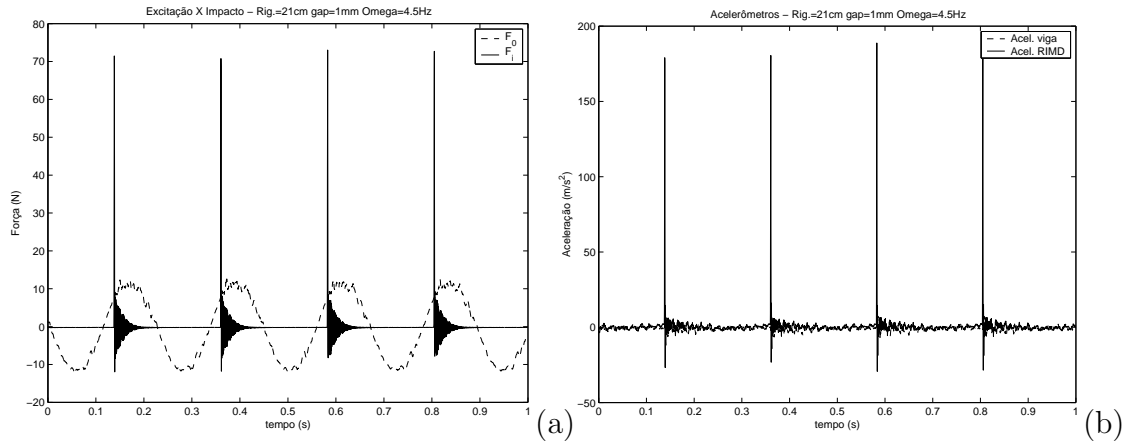 Excitação X Impacto − Rig.=21cm gap=1mm Omega=4.5Hz
F_0
F_i
80
70
60
50
40
30
20
10
0
−10
−20
Força (N)
0 0.1 0.2 0.3 0.4 0.5 0.6 0.7 0.8 0.9 1
tempo (s)
(a)
Acelerômetros − Rig.=21cm gap=1mm Omega=4.5Hz
Acel. viga
Acel. RIMD
200
150
100
50
0
−50
Aceleração (m/s²)
0 0.1 0.2 0.3 0.4 0.5 0.6 0.7 0.8 0.9 1
tempo (s)
(b)